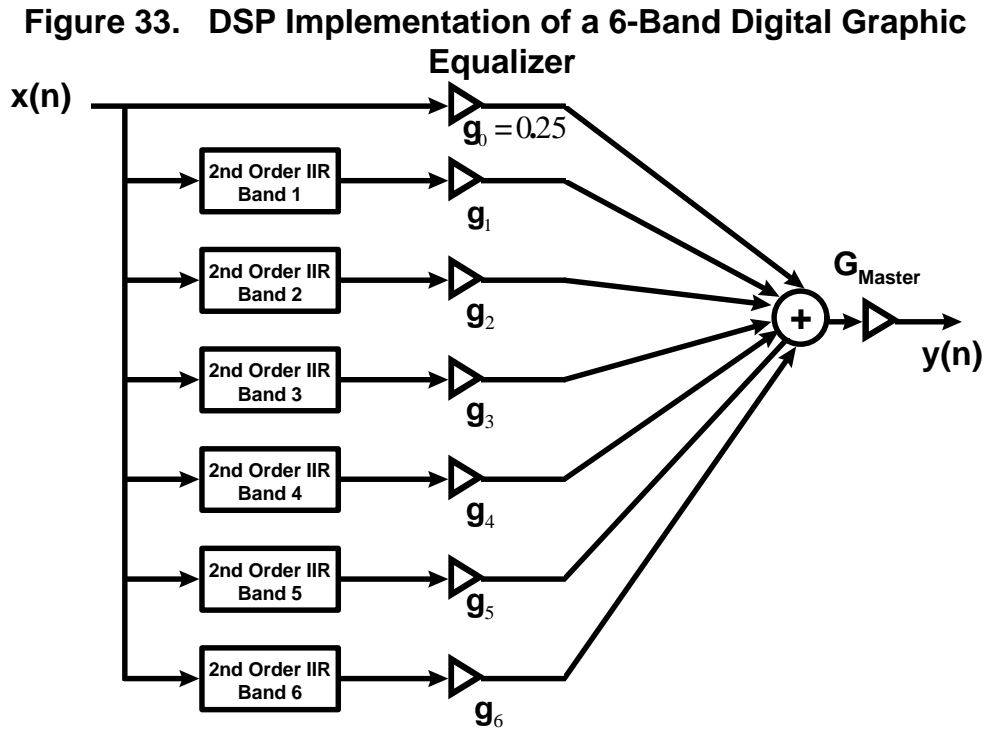 Figure 33. DSP Implementation of a 6-Band Digital Graphic
Equalizer
x(n)
g₀ = 0.25
2nd Order IIR
Band 1
g₁
2nd Order IIR
Band 2
g₂
G_Master
+
y(n)
2nd Order IIR
Band 3
g₃
2nd Order IIR
Band 4
g₄
2nd Order IIR
Band 5
g₅
2nd Order IIR
Band 6
g₆